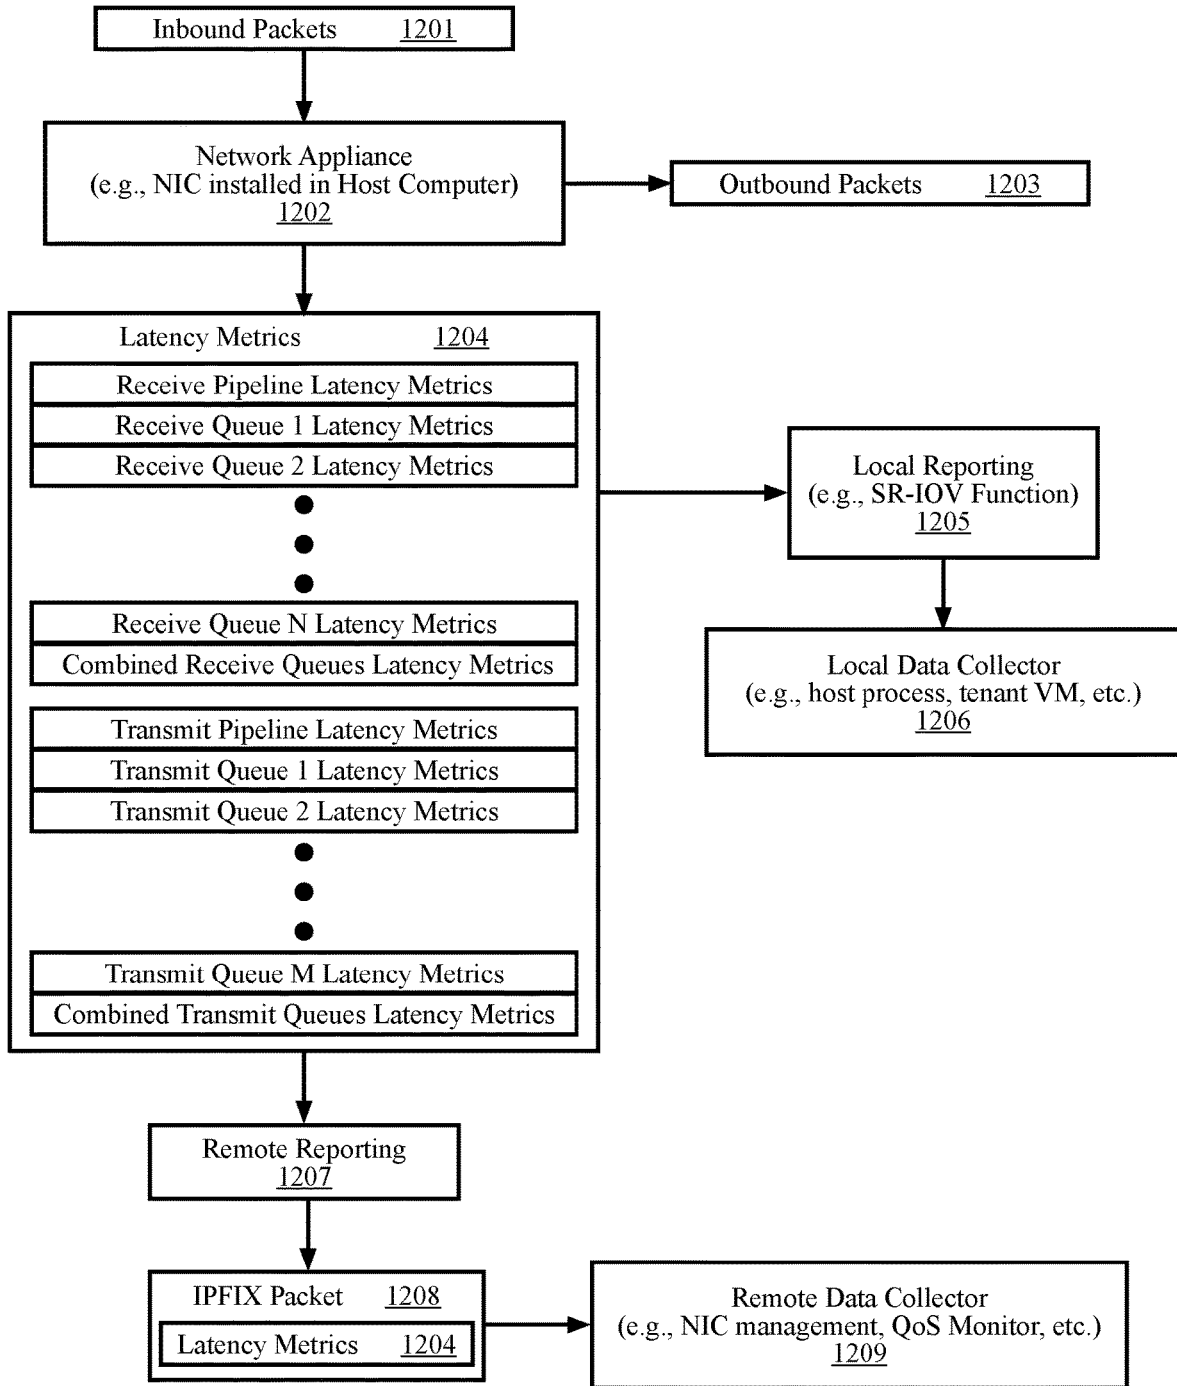 Inbound Packets 1201
Network Appliance
(e.g., NIC installed in Host Computer)
1202
Outbound Packets 1203
Latency Metrics 1204
Receive Pipeline Latency Metrics
Receive Queue 1 Latency Metrics
Receive Queue 2 Latency Metrics
Receive Queue N Latency Metrics
Combined Receive Queues Latency Metrics
Transmit Pipeline Latency Metrics
Transmit Queue 1 Latency Metrics
Transmit Queue 2 Latency Metrics
Transmit Queue M Latency Metrics
Combined Transmit Queues Latency Metrics
Local Reporting
(e.g., SR-IOV Function)
1205
Local Data Collector
(e.g., host process, tenant VM, etc.)
1206
Remote Reporting
1207
IPFIX Packet 1208
Latency Metrics 1204
Remote Data Collector
(e.g., NIC management, QoS Monitor, etc.)
1209